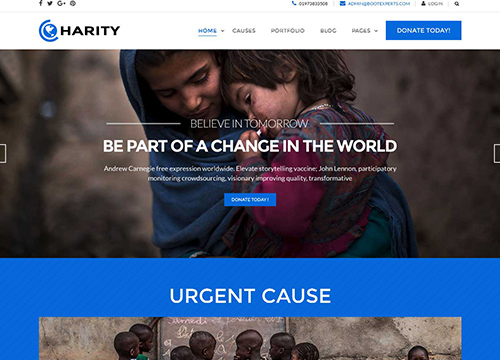 01973833508
ADMIN@BOOTEXPERTS.COM
LOGIN
HARITY
HOME
CAUSES
PORTFOLIO
BLOG
PAGES
DONATE TODAY!
BELIEVE IN TOMORROW
BE PART OF A CHANGE IN THE WORLD
Andrew Carnegie free expression worldwide. Elevate storytelling vaccine; John Lennon, participatory
monitoring crowdsourcing, visionary improving quality, transformative
DONATE TODAY!
URGENT CAUSE